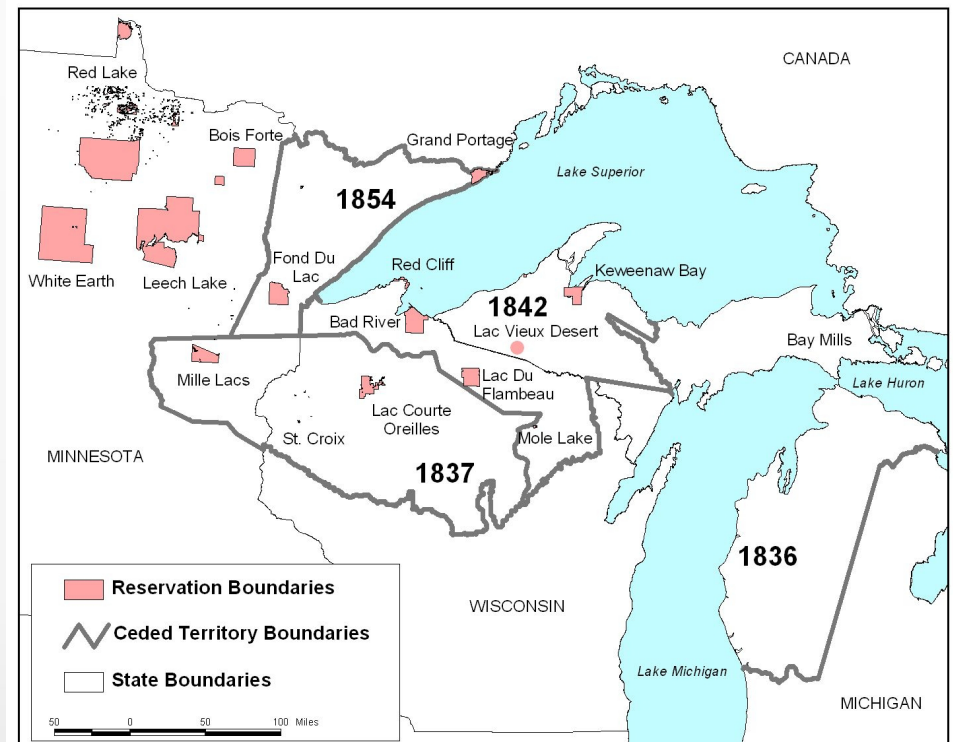 CANADA
Red Lake
Bois Forte
Grand Portage
Lake Superior
1854
White Earth
Leech Lake
Fond Du
Lac
Red Cliff
Keweenaw Bay
1842
Bad River
Lac Vieux Desert
Bay Mills
Mille Lacs
Lac Du
Flambeau
Lake Huron
Lac Courte
Oreilles
St. Croix
Mole Lake
MINNESOTA
1837
1836
WISCONSIN
Lake Michigan
MICHIGAN
Reservation Boundaries
Ceded Territory Boundaries
State Boundaries
50 0 50 100 Miles